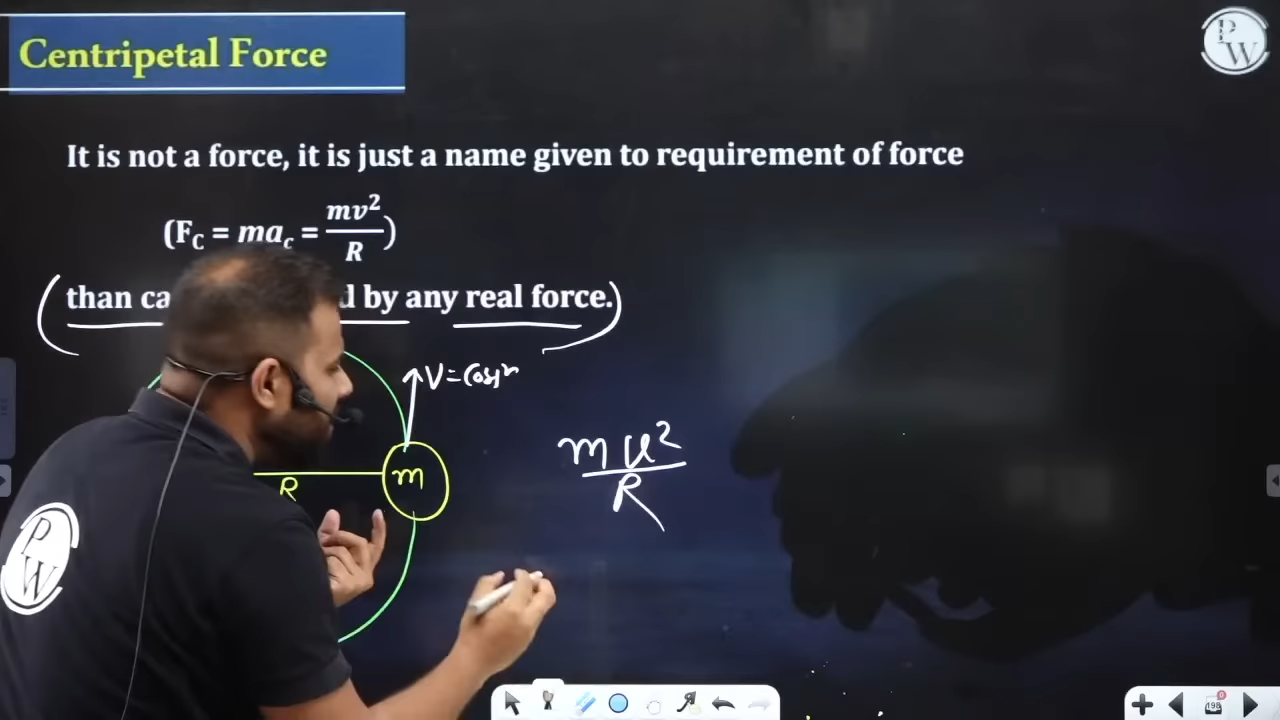 Centripetal Force
P
W
It is not a force, it is just a name given to requirement of force
(F_C = ma_c = mv²/R)
than ca d by any real force.)
V=
R
m
mu²/R
P
W
198